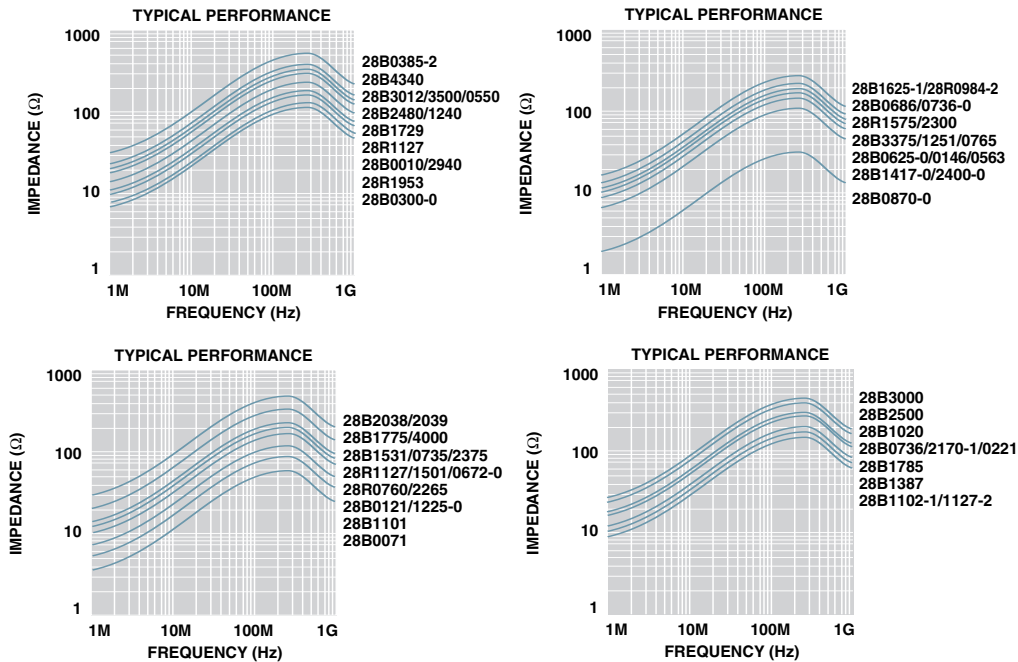 TYPICAL PERFORMANCE
1000
100
10
1
IMPEDANCE (Ω)
1M 10M 100M 1G
FREQUENCY (Hz)
28B0385-2
28B4340
28B3012/3500/0550
28B2480/1240
28B1729
28R1127
28B0010/2940
28R1953
28B0300-0
TYPICAL PERFORMANCE
1000
100
10
1
IMPEDANCE (Ω)
1M 10M 100M 1G
FREQUENCY (Hz)
28B1625-1/28R0984-2
28B0686/0736-0
28R1575/2300
28B3375/1251/0765
28B0625-0/0146/0563
28B1417-0/2400-0
28B0870-0
TYPICAL PERFORMANCE
1000
100
10
1
IMPEDANCE (Ω)
1M 10M 100M 1G
FREQUENCY (Hz)
28B2038/2039
28B1775/4000
28B1531/0735/2375
28R1127/1501/0672-0
28R0760/2265
28B0121/1225-0
28B1101
28B0071
TYPICAL PERFORMANCE
1000
100
10
1
IMPEDANCE (Ω)
1M 10M 100M 1G
FREQUENCY (Hz)
28B3000
28B2500
28B1020
28B0736/2170-1/0221
28B1785
28B1387
28B1102-1/1127-2